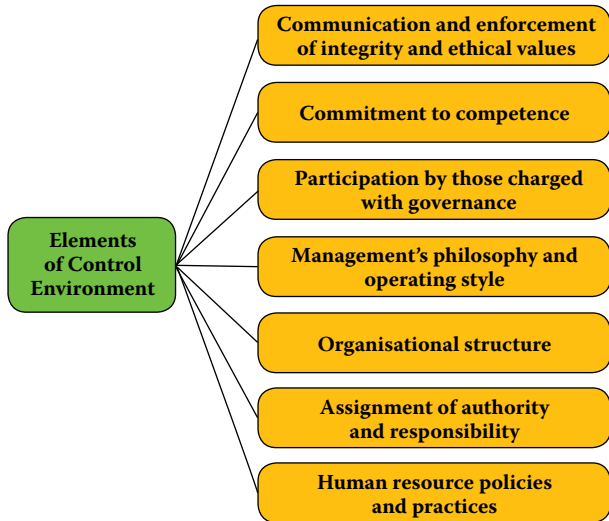 Communication and enforcement
of integrity and ethical values
Commitment to competence
Participation by those charged
with governance
Elements
of Control
Environment
Management's philosophy and
operating style
Organisational structure
Assignment of authority
and responsibility
Human resource policies
and practices